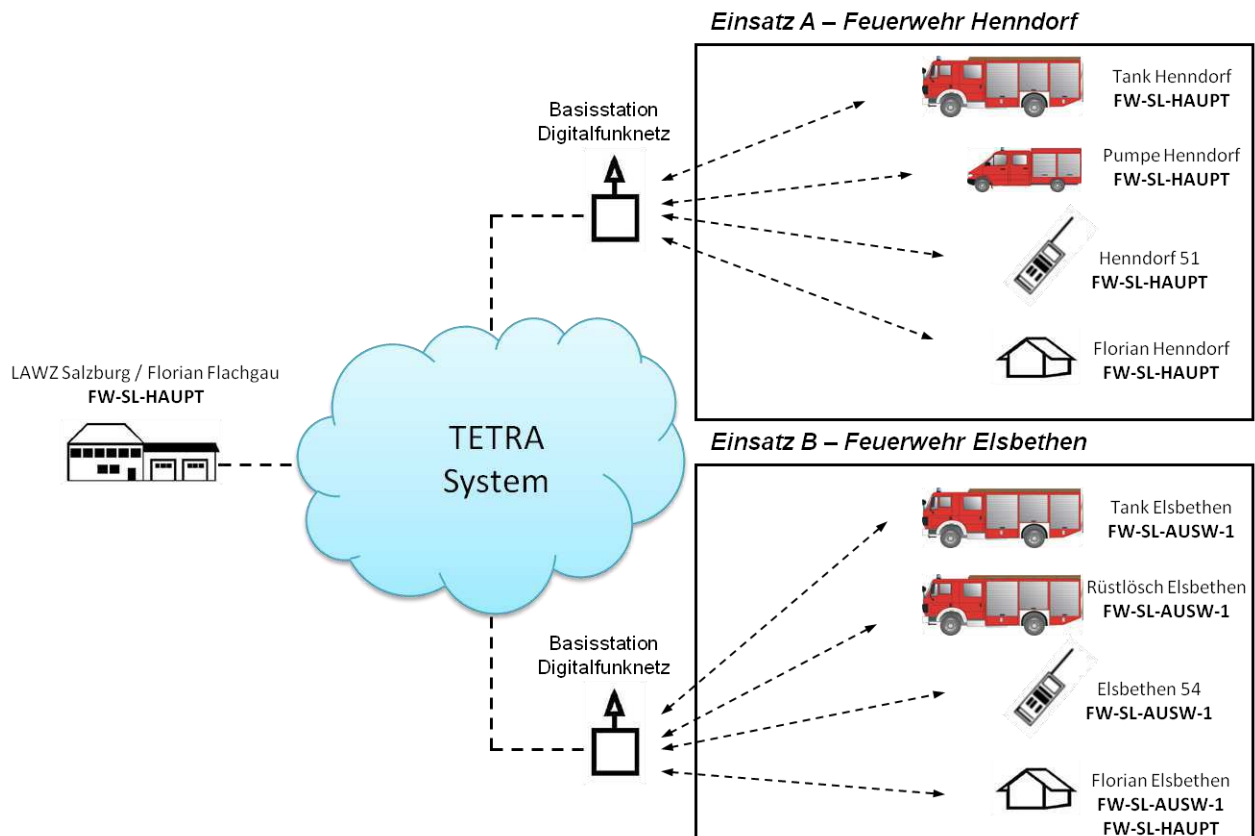 Einsatz A – Feuerwehr Henndorf
Tank Henndorf
FW-SL-HAUPT
Basisstation
Digitalfunknetz
Pumpe Henndorf
FW-SL-HAUPT
Henndorf 51
FW-SL-HAUPT
Florian Henndorf
FW-SL-HAUPT
LAWZ Salzburg / Florian Flachgau
FW-SL-HAUPT
TETRA
System
Einsatz B – Feuerwehr Elsbethen
Tank Elsbethen
FW-SL-AUSW-1
Rüstlösch Elsbethen
FW-SL-AUSW-1
Basisstation
Digitalfunknetz
Elsbethen 54
FW-SL-AUSW-1
Florian Elsbethen
FW-SL-AUSW-1
FW-SL-HAUPT